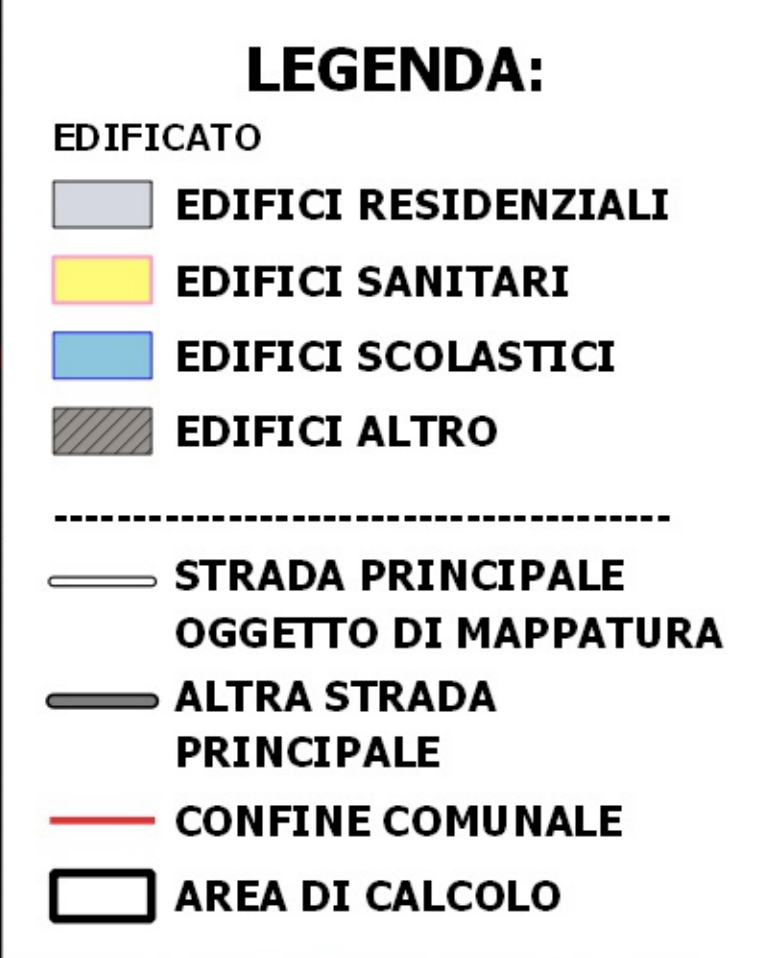 LEGENDA:
EDIFICATO
EDIFICI RESIDENZIALI
EDIFICI SANITARI
EDIFICI SCOLASTICI
EDIFICI ALTRO
---------------------------------------
STRADA PRINCIPALE
OGGETTO DI MAPPATURA
ALTRA STRADA
PRINCIPALE
CONFINE COMUNALE
AREA DI CALCOLO